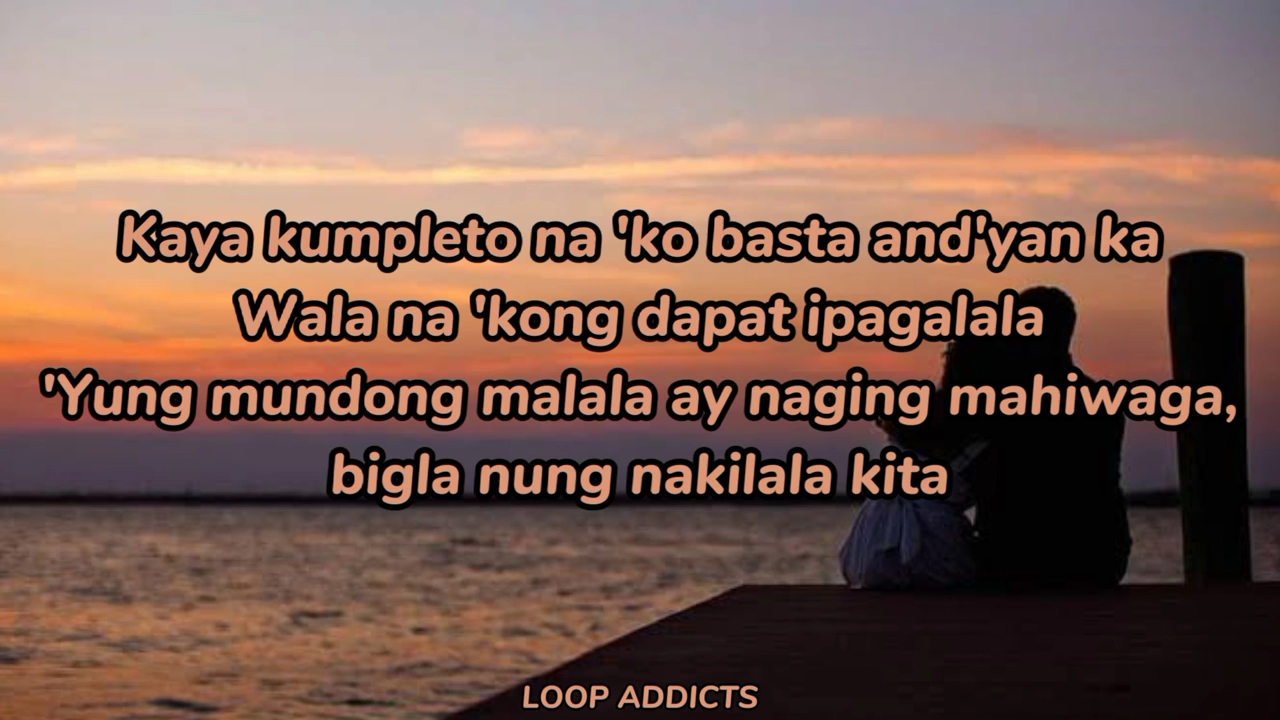 Kaya kumpleto na 'ko basta and'yan ka
Wala na 'kong dapat ipagalala
'Yung mundong malala ay naging mahiwaga,
bigla nung nakilala kita
LOOP ADDICTS